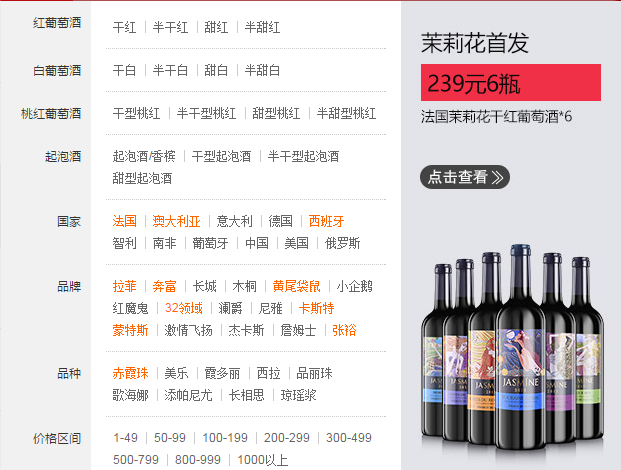 红葡萄酒 干红 半干红 甜红 半甜红
白葡萄酒 干白 半干白 甜白 半甜白
桃红葡萄酒 干型桃红 半干型桃红 甜型桃红 半甜型桃红
起泡酒 起泡酒/香槟 干型起泡酒 半干型起泡酒
甜型起泡酒
国家 法国 澳大利亚 意大利 德国 西班牙
智利 南非 葡萄牙 中国 美国 俄罗斯
品牌 拉菲 奔富 长城 木桐 黄尾袋鼠 小企鹅
红魔鬼 32领域 澜爵 尼雅 卡斯特
蒙特斯 激情飞扬 杰卡斯 詹姆士 张裕
品种 赤霞珠 美乐 霞多丽 西拉 品丽珠
歌海娜 添帕尼尤 长相思 琼瑶浆
价格区间 1-49 50-99 100-199 200-299 300-499
500-799 800-999 1000以上
茉莉花首发
239元6瓶
法国茉莉花干红葡萄酒*6
点击查看
JASMINE
JASMINE
JASMINE